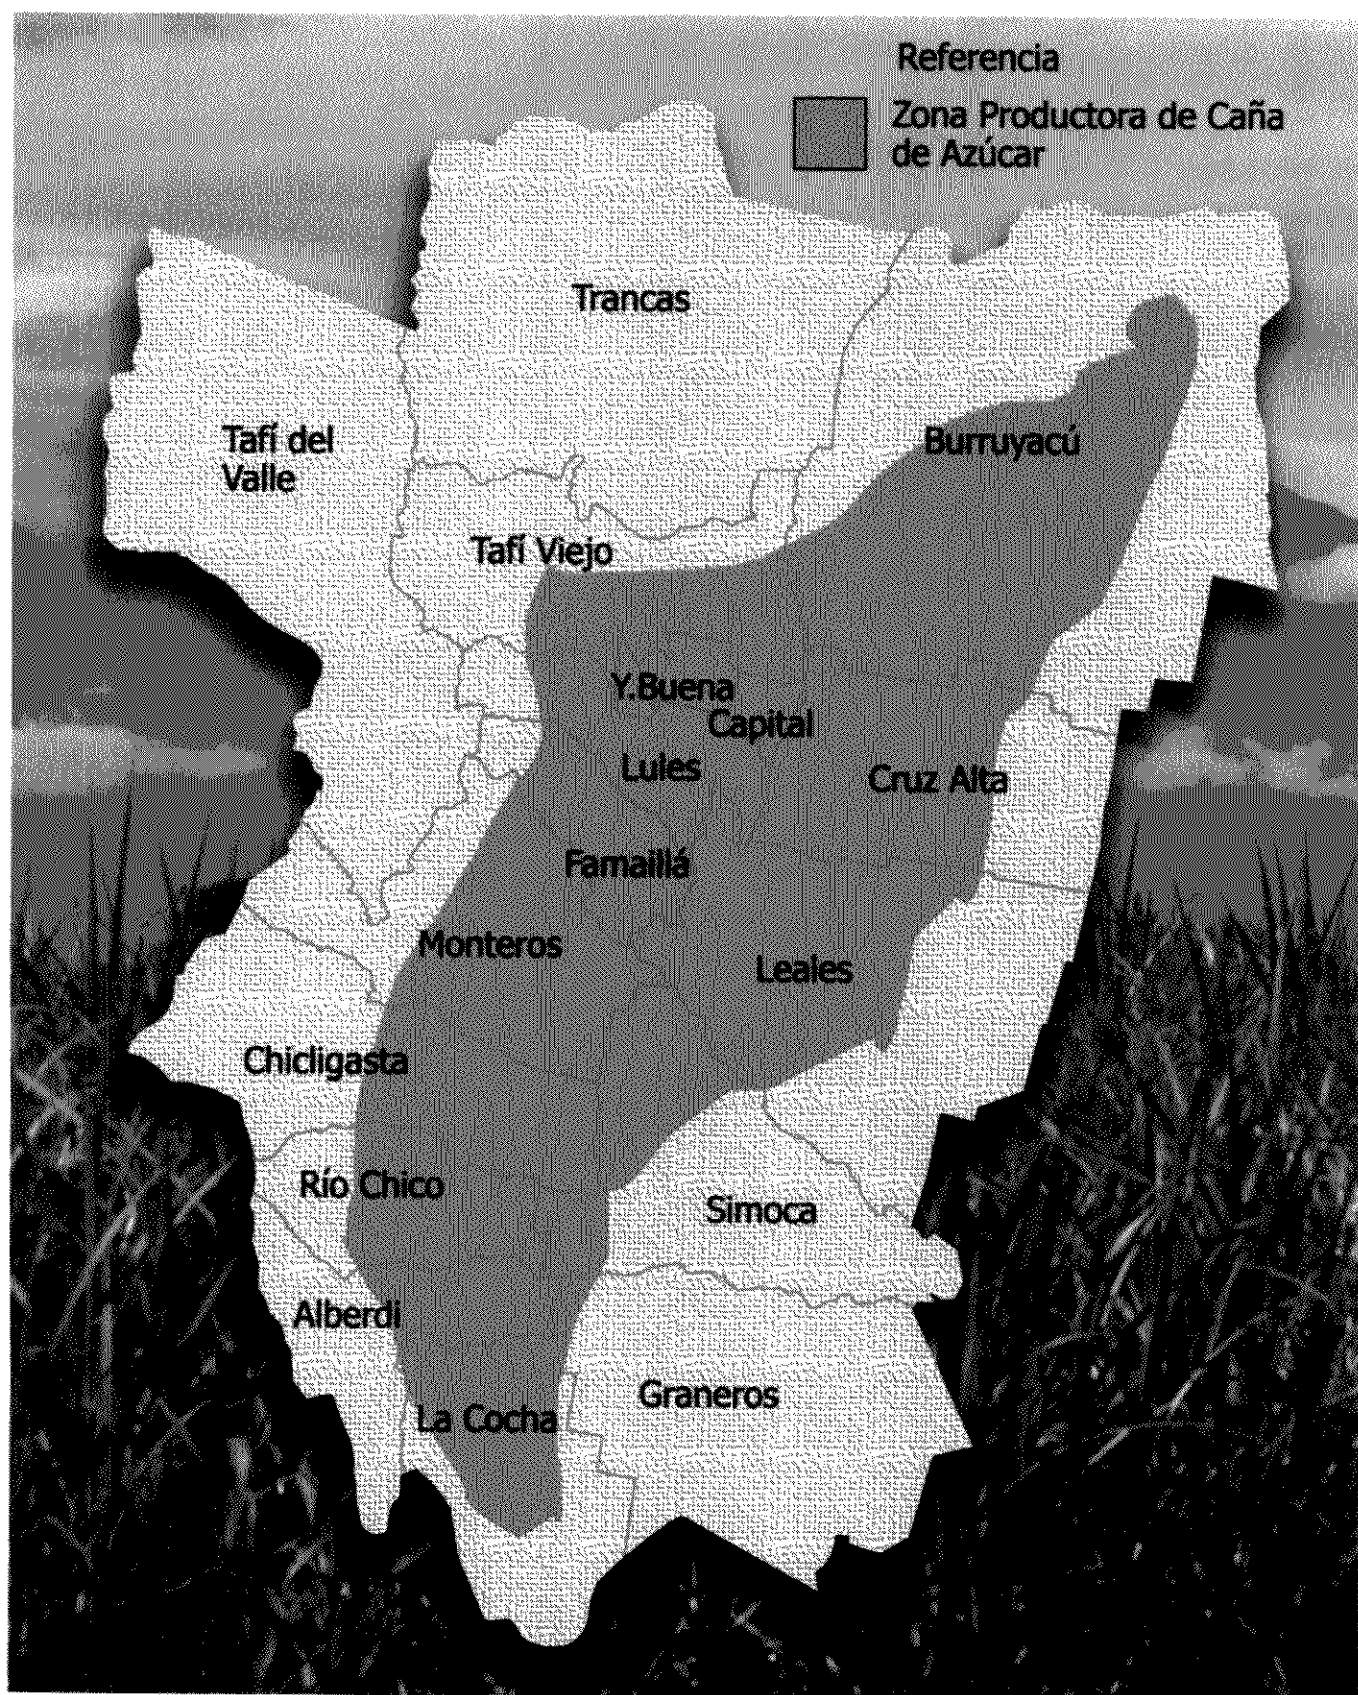 Referencia
Zona Productora de Caña
de Azúcar
Trancas
Tafí del
Valle
Burruyacú
Tafí Viejo
Y.Buena
Capital
Lules
Cruz Alta
Famaillá
Monteros
Leales
Chicligasta
Río Chico
Simoca
Alberdi
Graneros
La Cocha